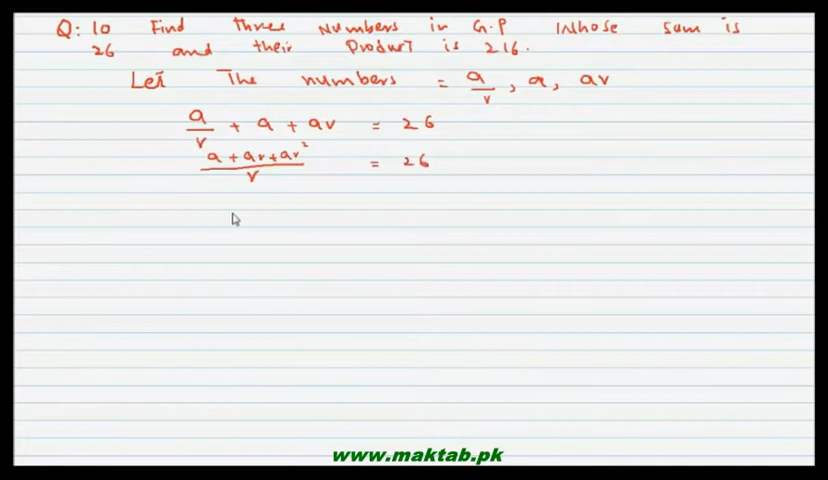 Q: 10 Find three numbers in G.P whose sum is
26 and their Product is 216.
Let The numbers = a/r, a, ar
a/r + a + ar = 26
(a + ar + ar²)/r = 26
www.maktab.pk